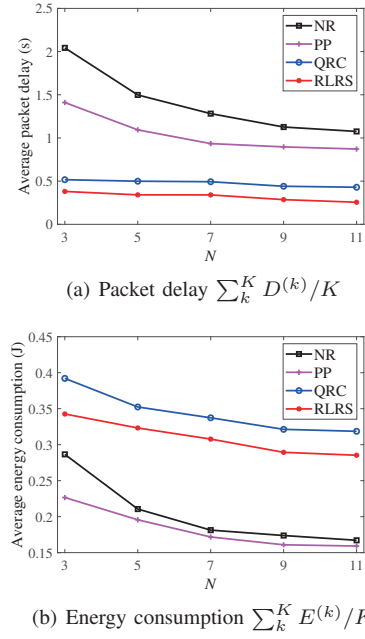 2.5
2
1.5
1
0.5
0
Average packet delay (s)
NR
PP
QRC
RLRS
3 5 7 9 11
N
(a) Packet delay ∑_k^K D^(k)/K
0.45
0.4
0.35
0.3
0.25
0.2
0.15
Average energy consumption (J)
NR
PP
QRC
RLRS
3 5 7 9 11
N
(b) Energy consumption ∑_k^K E^(k)/K